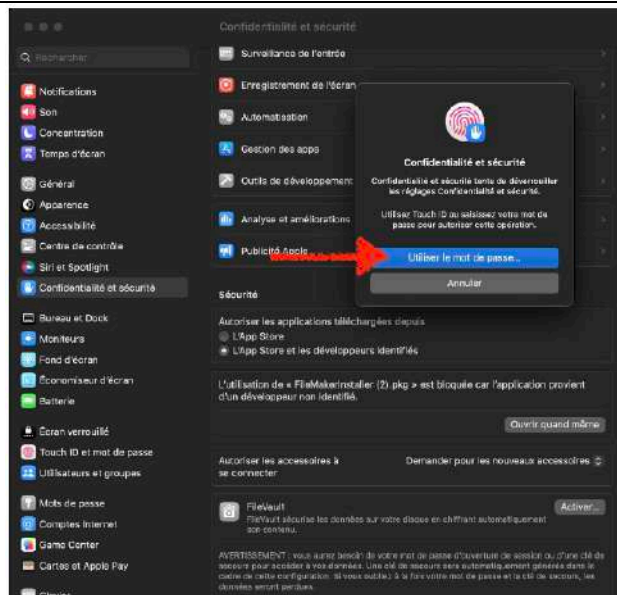 Confidentialité et sécurité
Rechercher
Notifications
Son
Concentration
Temps d'écran
Général
Apparence
Accessibilité
Centre de contrôle
Siri et Spotlight
Confidentialité et sécurité
Bureau et Dock
Moniteurs
Fond d'écran
Économiseur d'écran
Batterie
Écran verrouillé
Touch ID et mot de passe
Utilisateurs et groupes
Mots de passe
Comptes Internet
Game Center
Cartes et Apple Pay
Surveillance de l'entrée
Enregistrement de l'écran
Automatisation
Gestion des apps
Outils de développement
Analyse et améliorations
Publicité Apple
Sécurité
Autoriser les applications téléchargées depuis
L'App Store
L'App Store et les développeurs identifiés
L'utilisation de « FileMakerInstaller (2).pkg » est bloquée car l'application provient
d'un développeur non identifié.
Ouvrir quand même
Autoriser les accessoires à
se connecter
Demander pour les nouveaux accessoires
FileVault
Activer...
FileVault sécurise les données sur votre disque en chiffrant automatiquement
son contenu.
AVERTISSEMENT : vous aurez besoin de votre mot de passe d'ouverture de session ou d'une clé de
secours pour accéder à vos données. Une clé de secours sera automatiquement générée dans le
cadre de cette configuration. Si vous oubliez à la fois votre mot de passe et la clé de secours, les
données seront perdues.
Confidentialité et sécurité
Confidentialité et sécurité tente de déverrouiller
les réglages Confidentialité et sécurité.
Utilisez Touch ID ou saisissez votre mot de
passe pour autoriser cette opération.
Utiliser le mot de passe...
Annuler